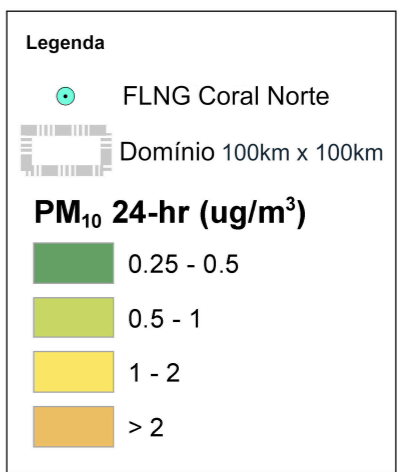 Legenda
FLNG Coral Norte
Domínio 100km x 100km
PM₁₀ 24-hr (ug/m³)
0.25 - 0.5
0.5 - 1
1 - 2
> 2